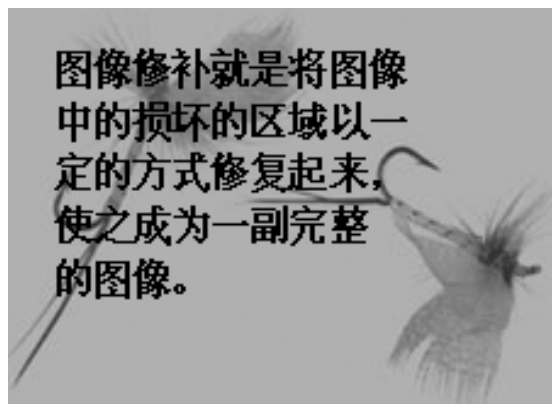 图像修补就是将图像
中的损坏的区域以一
定的方式修复起来,
使之成为一副完整
的图像。